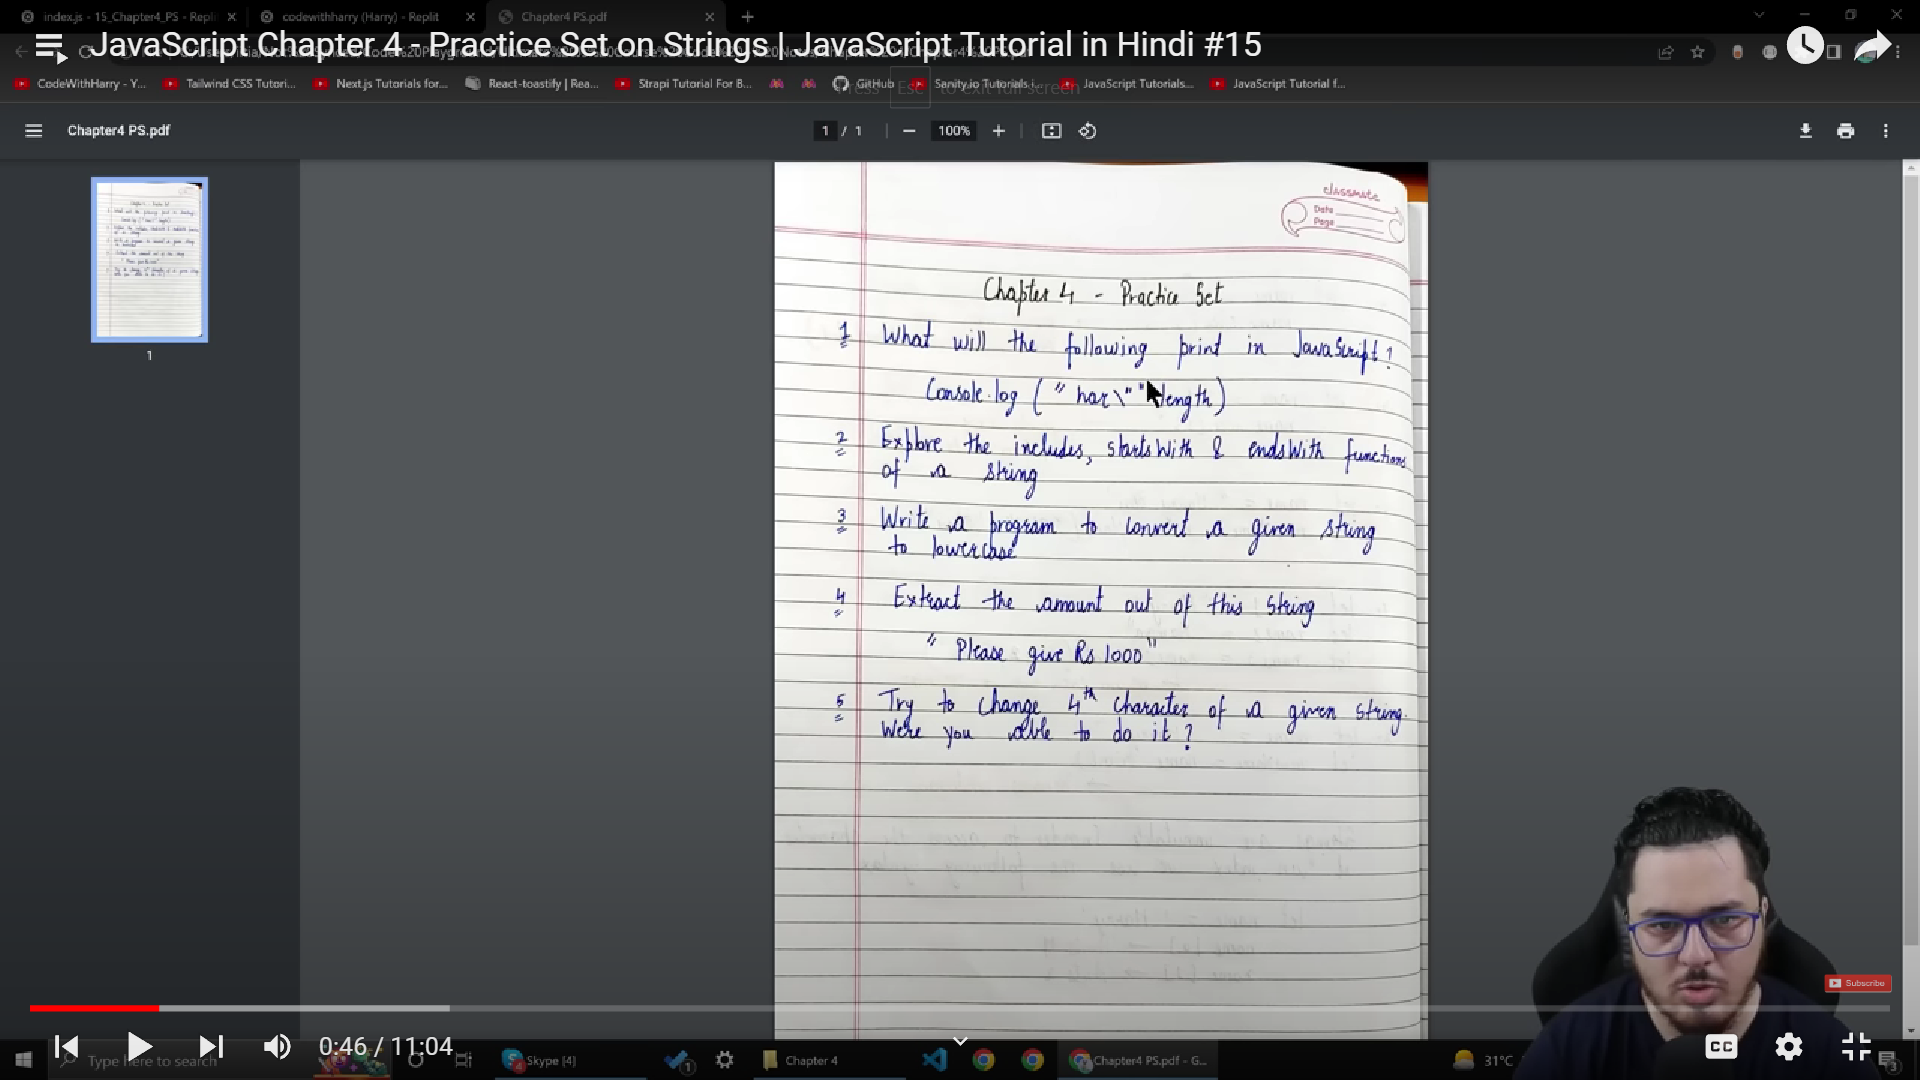 index.js - 15_Chapter4_PS - Repli
codewithharry (Harry) - Replit
Chapter4 PS.pdf
JavaScript Chapter 4 - Practice Set on Strings | JavaScript Tutorial in Hindi #15
CodeWithHarry - Y...
Tailwind CSS Tutori...
Next.js Tutorials for...
React-toastify | Rea...
Strapi Tutorial For B...
GitHub
Sanity.io Tutorials i...
JavaScript Tutorials...
JavaScript Tutorial f...
Press Esc to exit full screen
Chapter4 PS.pdf
1 / 1
100%
1
classmate
Date
Page
Chapter 4 - Practice Set
1 What will the following print in JavaScript?
Console.log ("har\"".length)
2 Explore the includes, startsWith & endsWith functions
of a string
3 Write a program to convert a given string
to lowercase
4 Extract the amount out of this string
"Please give Rs 1000"
5 Try to change 4th character of a given string.
Were you able to do it?
Subscribe
0:46 / 11:04
CC
Type here to search
Skype [4]
Chapter 4
Chapter4 PS.pdf - G...
31°C